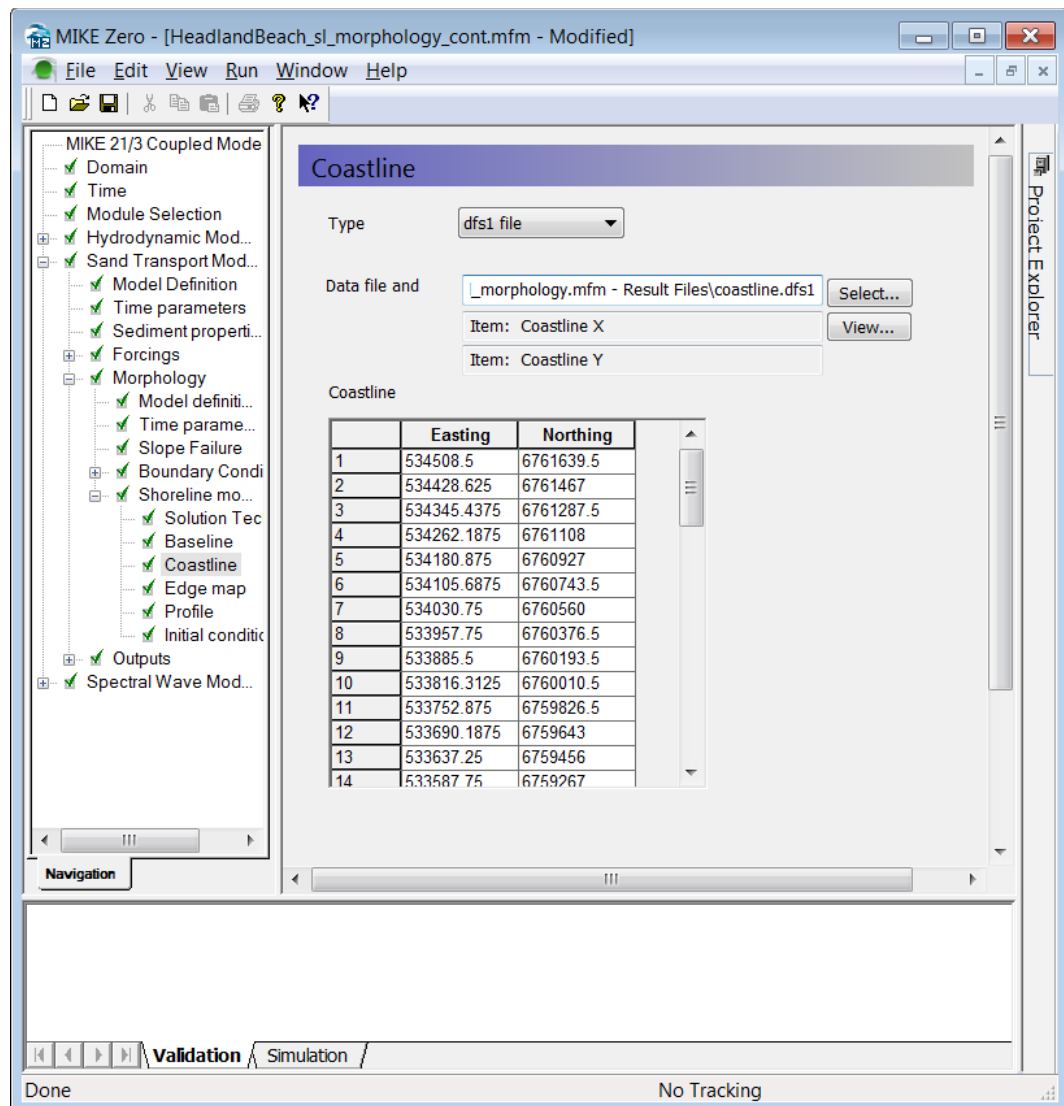 MIKE Zero - [HeadlandBeach_sl_morphology_cont.mfm - Modified]
File Edit View Run Window Help
MIKE 21/3 Coupled Mode
Domain
Time
Module Selection
Hydrodynamic Mod...
Sand Transport Mod...
Model Definition
Time parameters
Sediment properti...
Forcings
Morphology
Model definiti...
Time parame...
Slope Failure
Boundary Condi
Shoreline mo...
Solution Tec
Baseline
Coastline
Edge map
Profile
Initial conditic
Outputs
Spectral Wave Mod...
Navigation
Coastline
Type dfs1 file
Data file and _morphology.mfm - Result Files\coastline.dfs1 Select...
Item: Coastline X View...
Item: Coastline Y
Coastline
Easting Northing
1 534508.5 6761639.5
2 534428.625 6761467
3 534345.4375 6761287.5
4 534262.1875 6761108
5 534180.875 6760927
6 534105.6875 6760743.5
7 534030.75 6760560
8 533957.75 6760376.5
9 533885.5 6760193.5
10 533816.3125 6760010.5
11 533752.875 6759826.5
12 533690.1875 6759643
13 533637.25 6759456
14 533587.75 6759267
Project Explorer
Validation Simulation
Done No Tracking